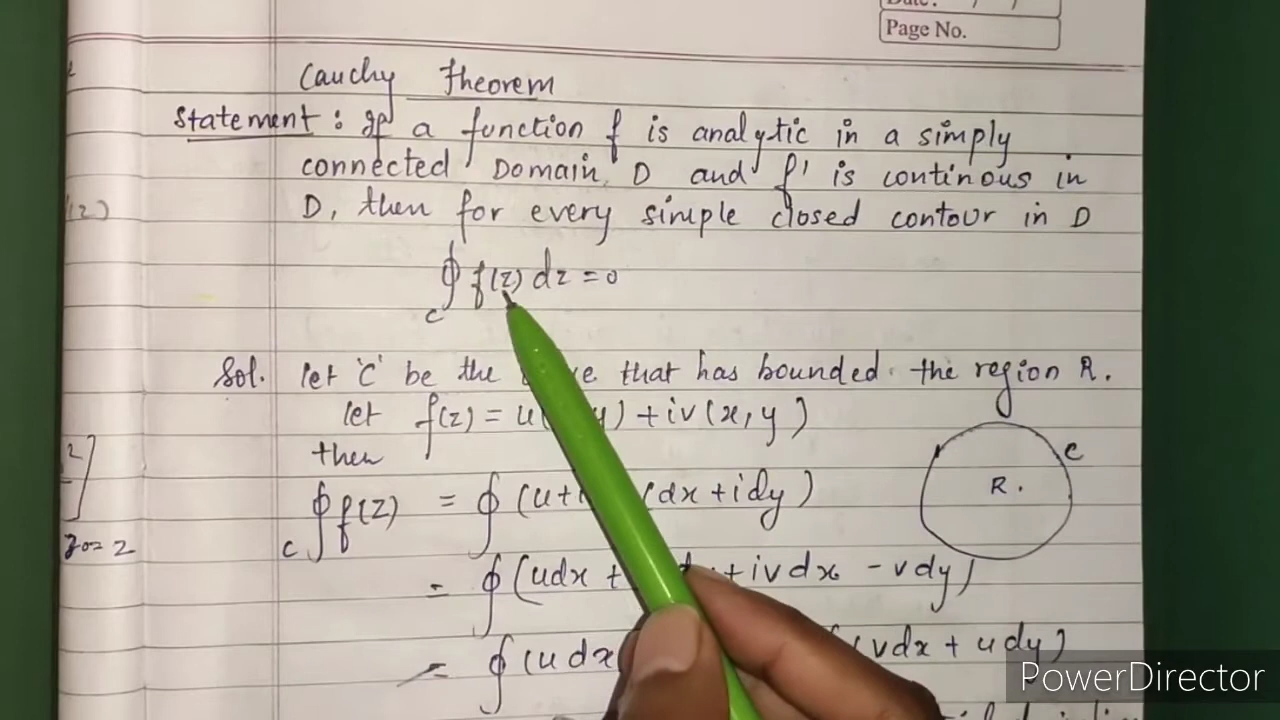 Page No.
Cauchy Theorem
Statement : If a function f is analytic in a simply
connected Domain D and f' is continous in
D, then for every simple closed contour in D
∮c f(z) dz = 0
Sol. let 'C' be the that has bounded the region R.
let f(z) = u y) + iv(x, y)
then
c
R.
∮c f(z) = ∮ (u+i (dx + idy)
20= 2
= ∮ (udx + + ivdx - vdy)
= ∮ (udx (vdx + udy)
PowerDirector